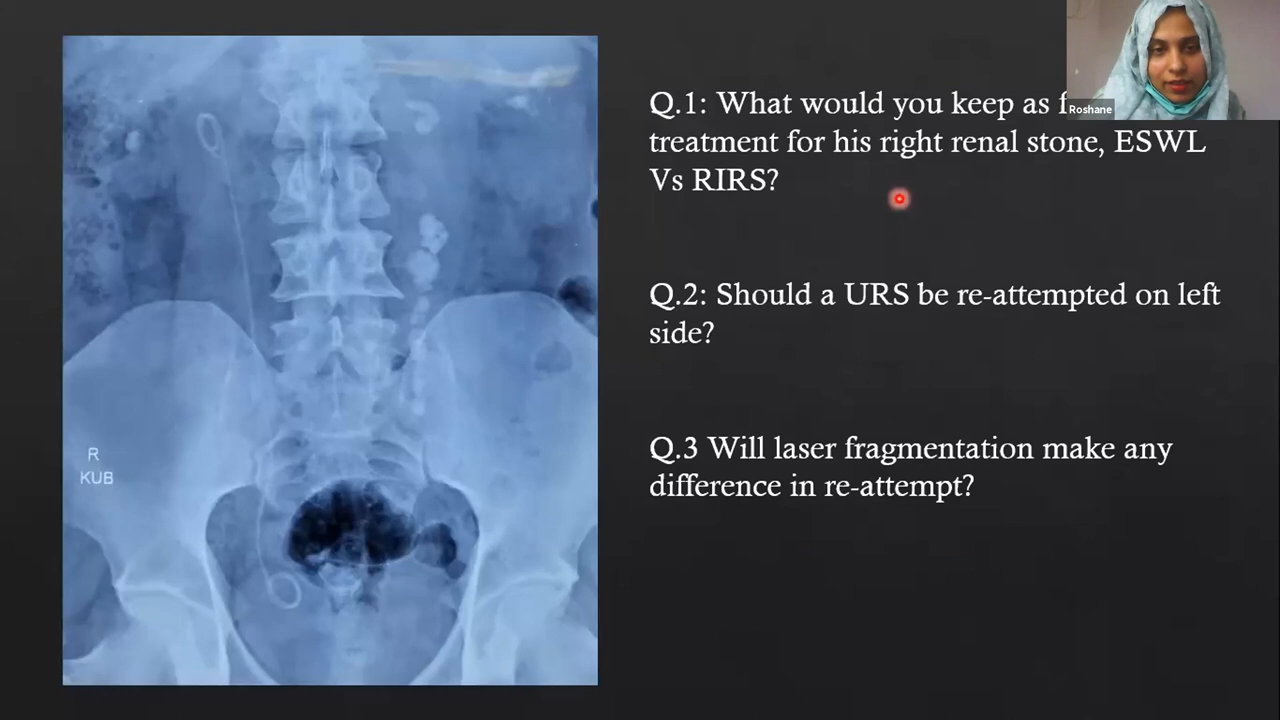 Q.1: What would you keep as
treatment for his right renal stone, ESWL
Vs RIRS?
Roshane
Q.2: Should a URS be re-attempted on left
side?
Q.3 Will laser fragmentation make any
difference in re-attempt?
R
KUB